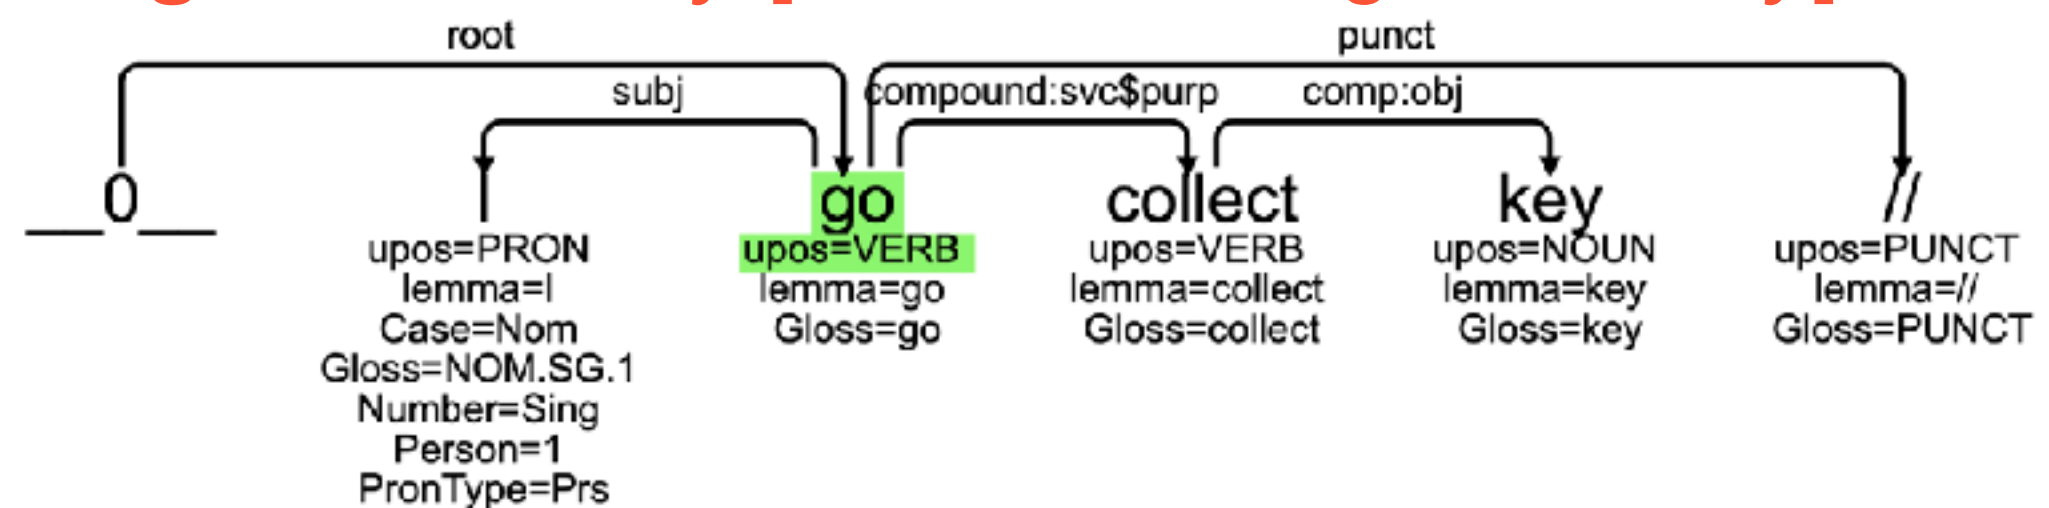 root punct
subj compound:svc$purp comp:obj
__0__ I go collect key //
upos=PRON upos=VERB upos=VERB upos=NOUN upos=PUNCT
lemma=I lemma=go lemma=collect lemma=key lemma=//
Case=Nom Gloss=go Gloss=collect Gloss=key Gloss=PUNCT
Gloss=NOM.SG.1
Number=Sing
Person=1
PronType=Prs